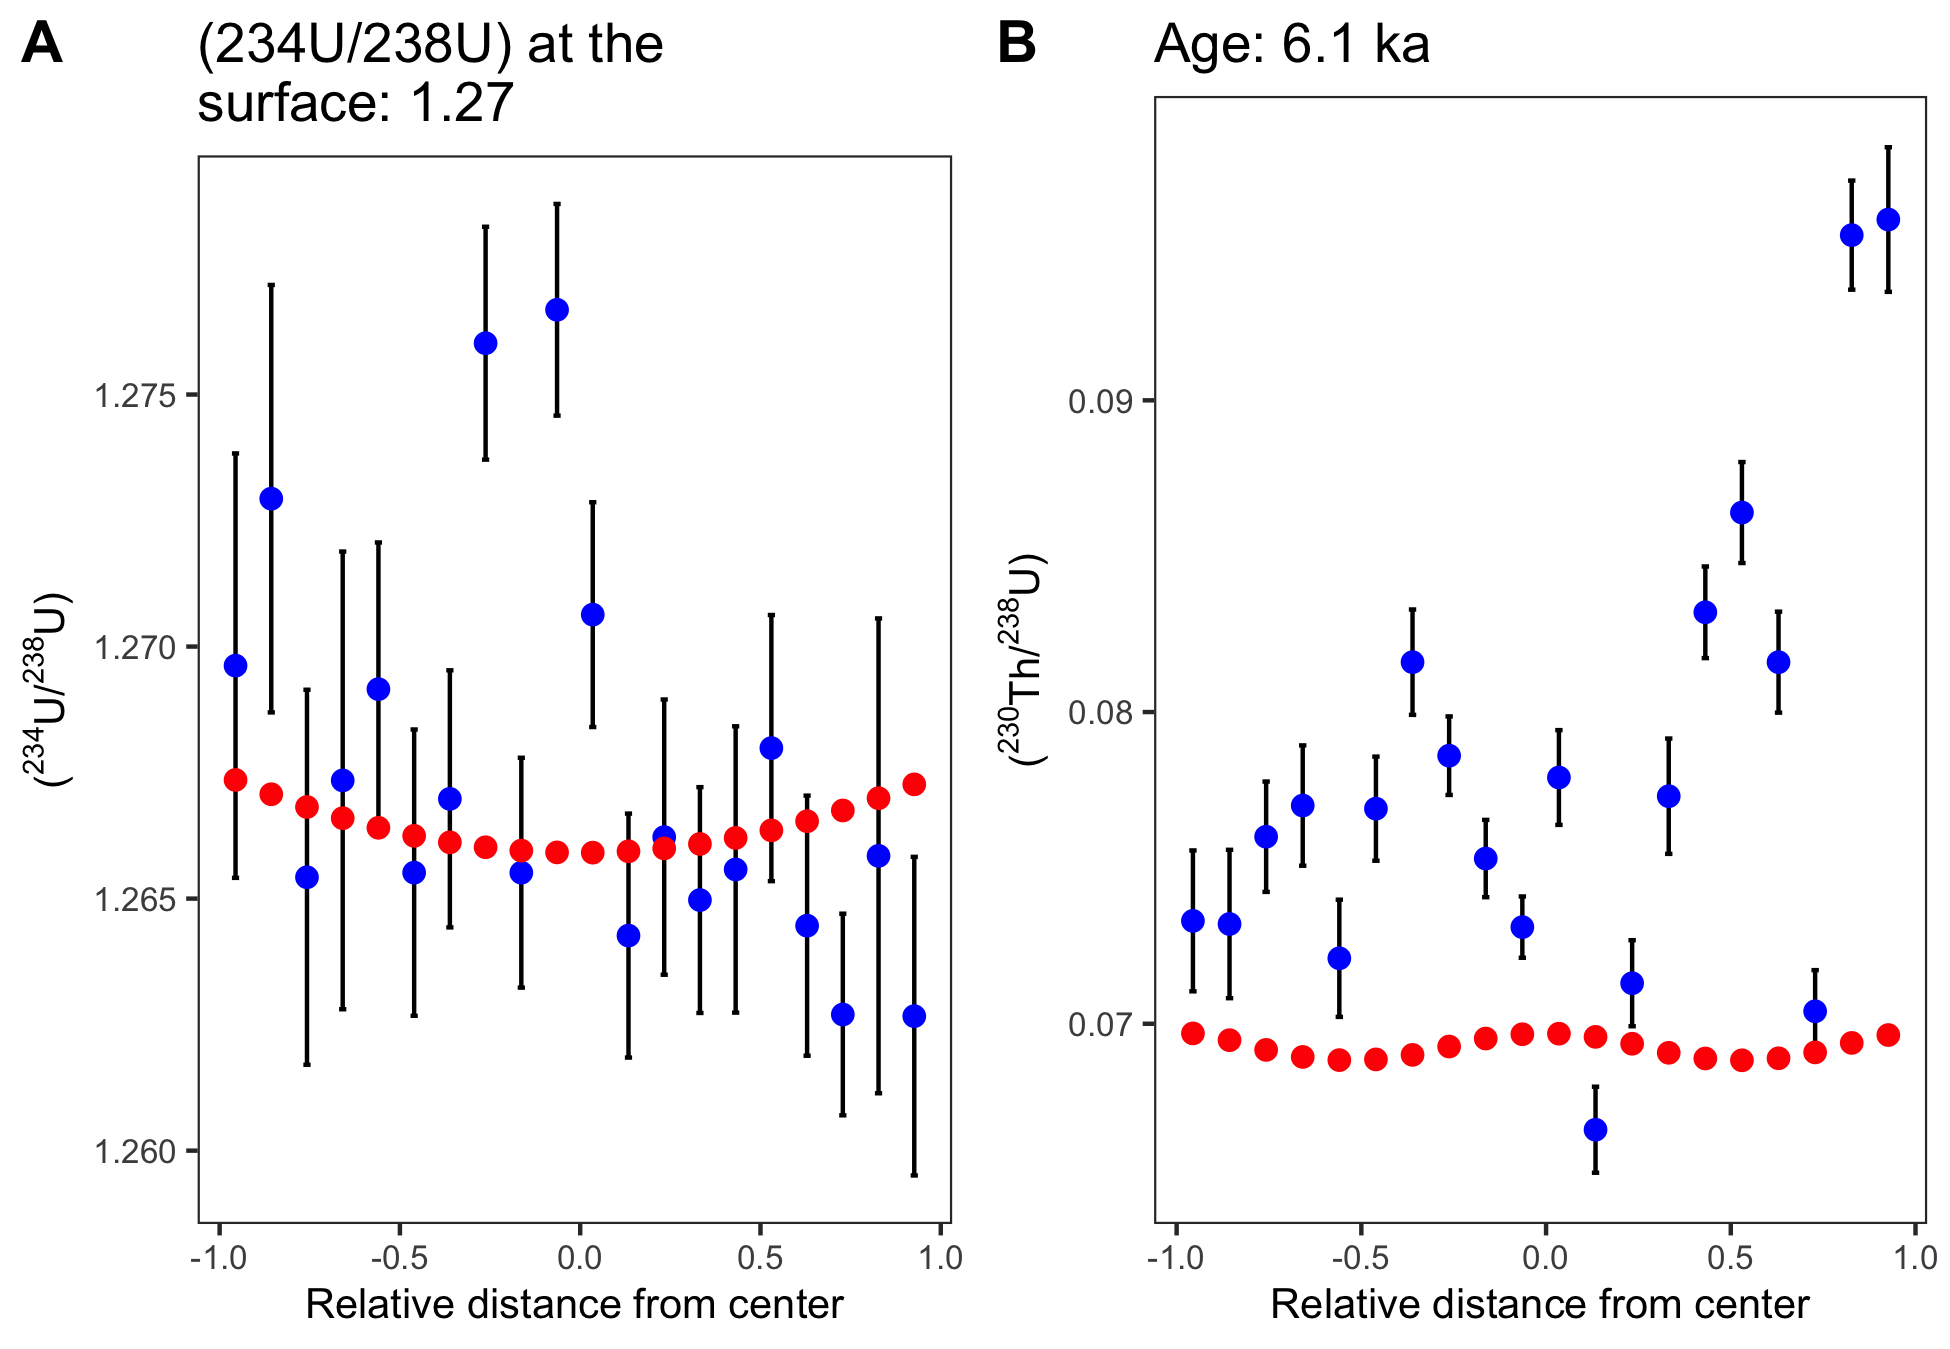 A
(234U/238U) at the
surface: 1.27
(²³⁴U/²³⁸U)
1.275
1.270
1.265
1.260
-1.0 -0.5 0.0 0.5 1.0
Relative distance from center
B
Age: 6.1 ka
(²³⁰Th/²³⁸U)
0.09
0.08
0.07
-1.0 -0.5 0.0 0.5 1.0
Relative distance from center